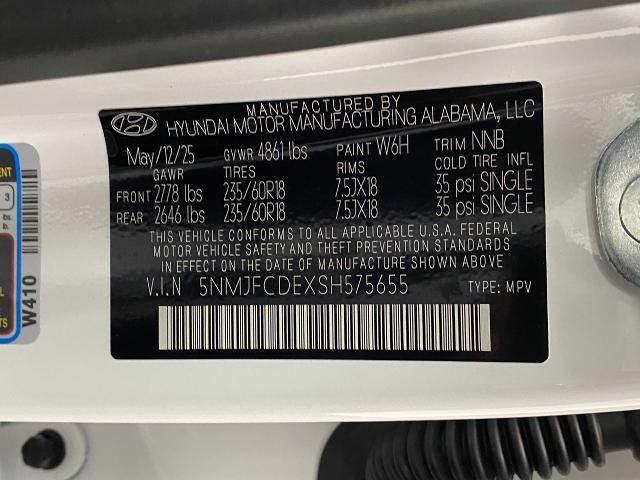 MANUFACTURED BY
HYUNDAI MOTOR MANUFACTURING ALABAMA, LLC
May/12/25 GVWR 4861 lbs PAINT W6H TRIM NNB
GAWR TIRES RIMS COLD TIRE INFL
FRONT 2778 lbs 235/60R18 7.5JX18 35 psi SINGLE
REAR 2646 lbs 235/60R18 7.5JX18 35 psi SINGLE
THIS VEHICLE CONFORMS TO ALL APPLICABLE U.S.A. FEDERAL
MOTOR VEHICLE SAFETY AND THEFT PREVENTION STANDARDS
IN EFFECT ON THE DATE OF MANUFACTURE SHOWN ABOVE.
V.I.N 5NMJFCDEXSH575655 TYPE: MPV
W410
3
lbs.
lb.